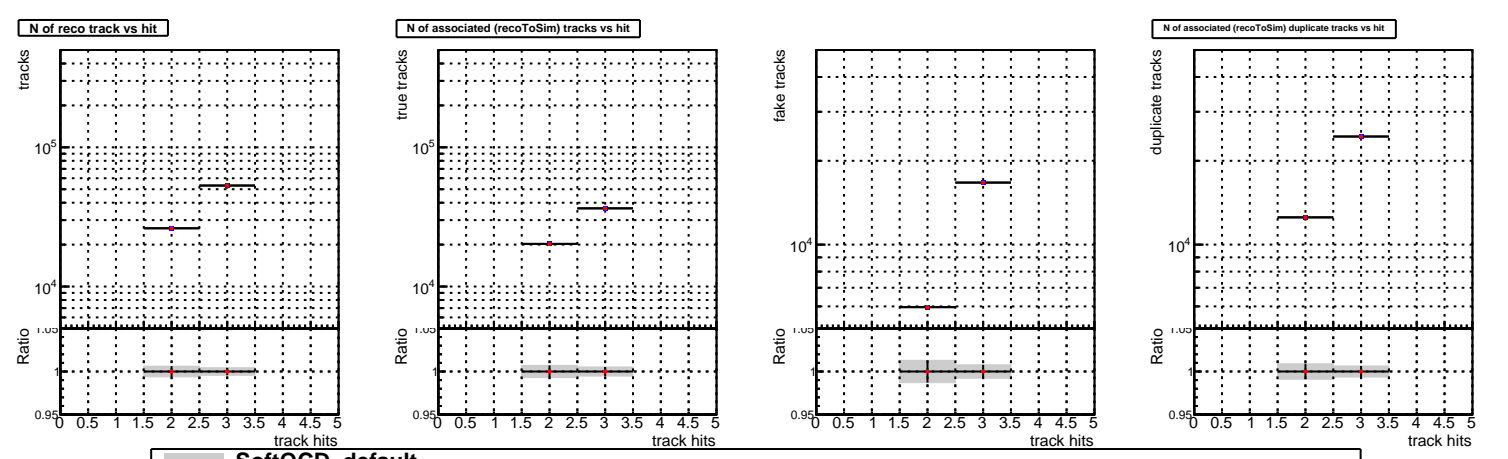 N of reco track vs hit
N of associated (recoToSim) tracks vs hit
N of associated (recoToSim) duplicate tracks vs hit
tracks
10^5
10^4
true tracks
10^5
10^4
fake tracks
10^4
duplicate tracks
10^4
Ratio
1.05
1
0.95
0 0.5 1 1.5 2 2.5 3 3.5 4 4.5 5
track hits
Ratio
1.05
1
0.95
0 0.5 1 1.5 2 2.5 3 3.5 4 4.5 5
track hits
Ratio
1.05
1
0.95
0 0.5 1 1.5 2 2.5 3 3.5 4 4.5 5
track hits
Ratio
1.05
1
0.95
0 0.5 1 1.5 2 2.5 3 3.5 4 4.5 5
track hits
SoftQCD_default